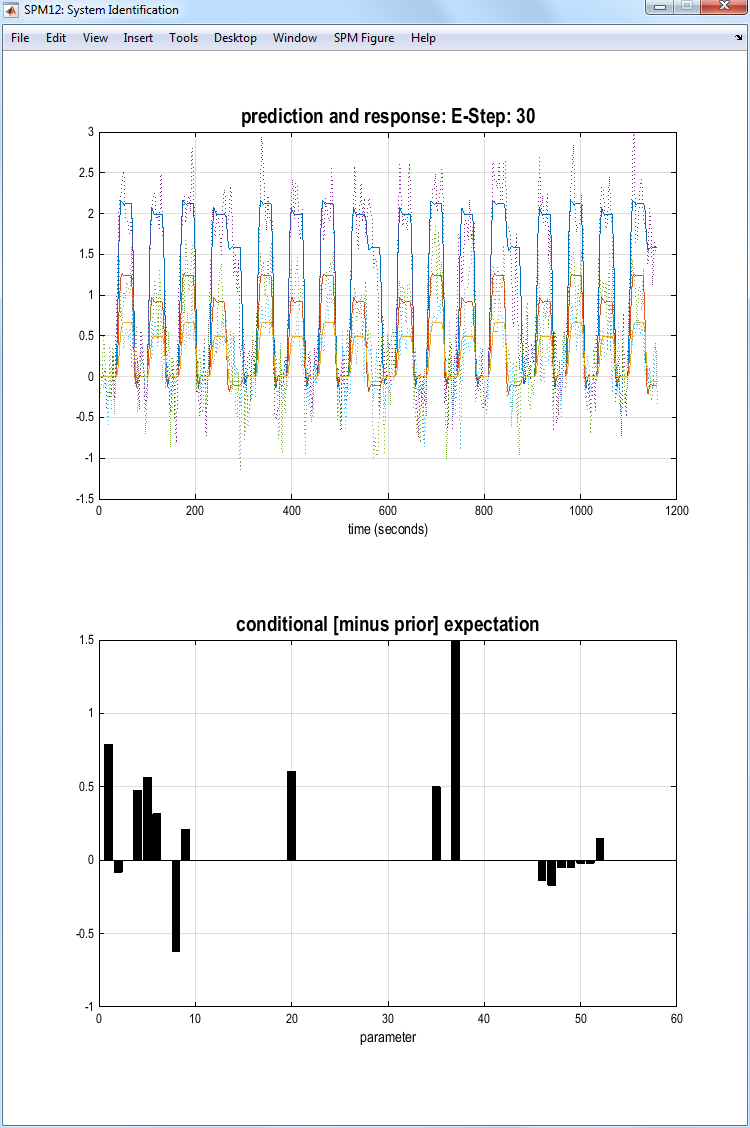 SPM12: System Identification
File Edit View Insert Tools Desktop Window SPM Figure Help
prediction and response: E-Step: 30
3
2.5
2
1.5
1
0.5
0
-0.5
-1
-1.5
0 200 400 600 800 1000 1200
time (seconds)
conditional [minus prior] expectation
1.5
1
0.5
0
-0.5
-1
0 10 20 30 40 50 60
parameter